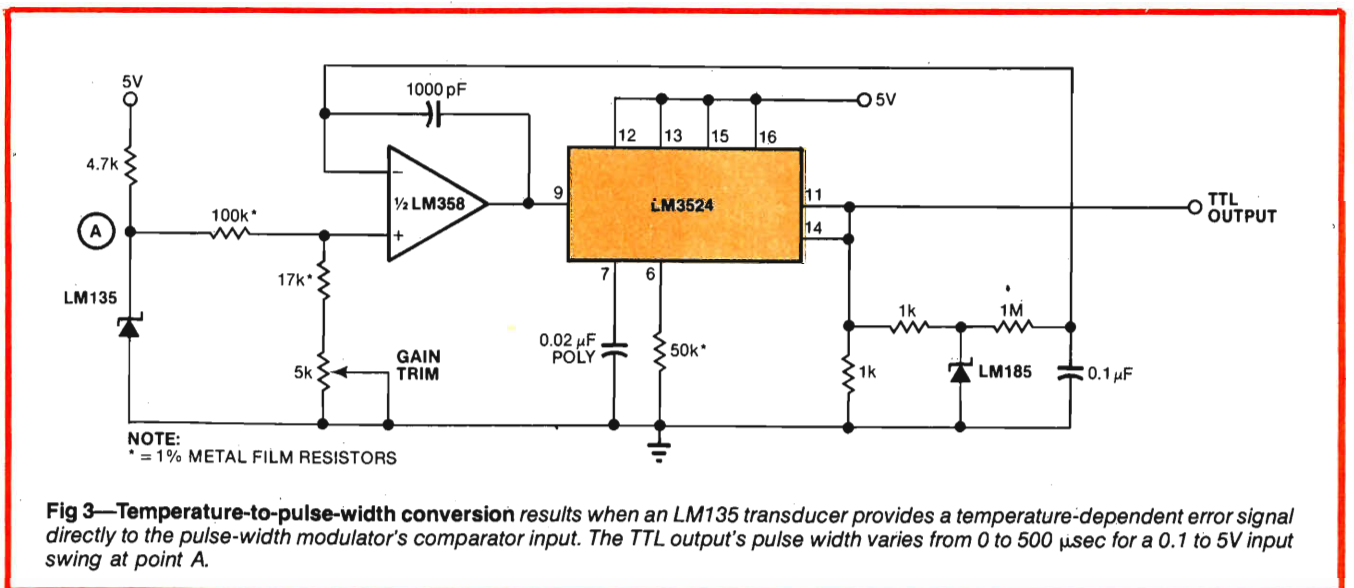 5V
1000 pF
5V
12
13
15
16
4.7k
−
½ LM358
+
9
LM3524
11
14
TTL
OUTPUT
A
100k*
17k*
7
6
LM135
1k
1M
0.02 µF
POLY
50k*
GAIN
TRIM
5k
1k
LM185
0.1 µF
NOTE:
* = 1% METAL FILM RESISTORS
Fig 3—Temperature-to-pulse-width conversion results when an LM135 transducer provides a temperature-dependent error signal
directly to the pulse-width modulator's comparator input. The TTL output's pulse width varies from 0 to 500 µsec for a 0.1 to 5V input
swing at point A.